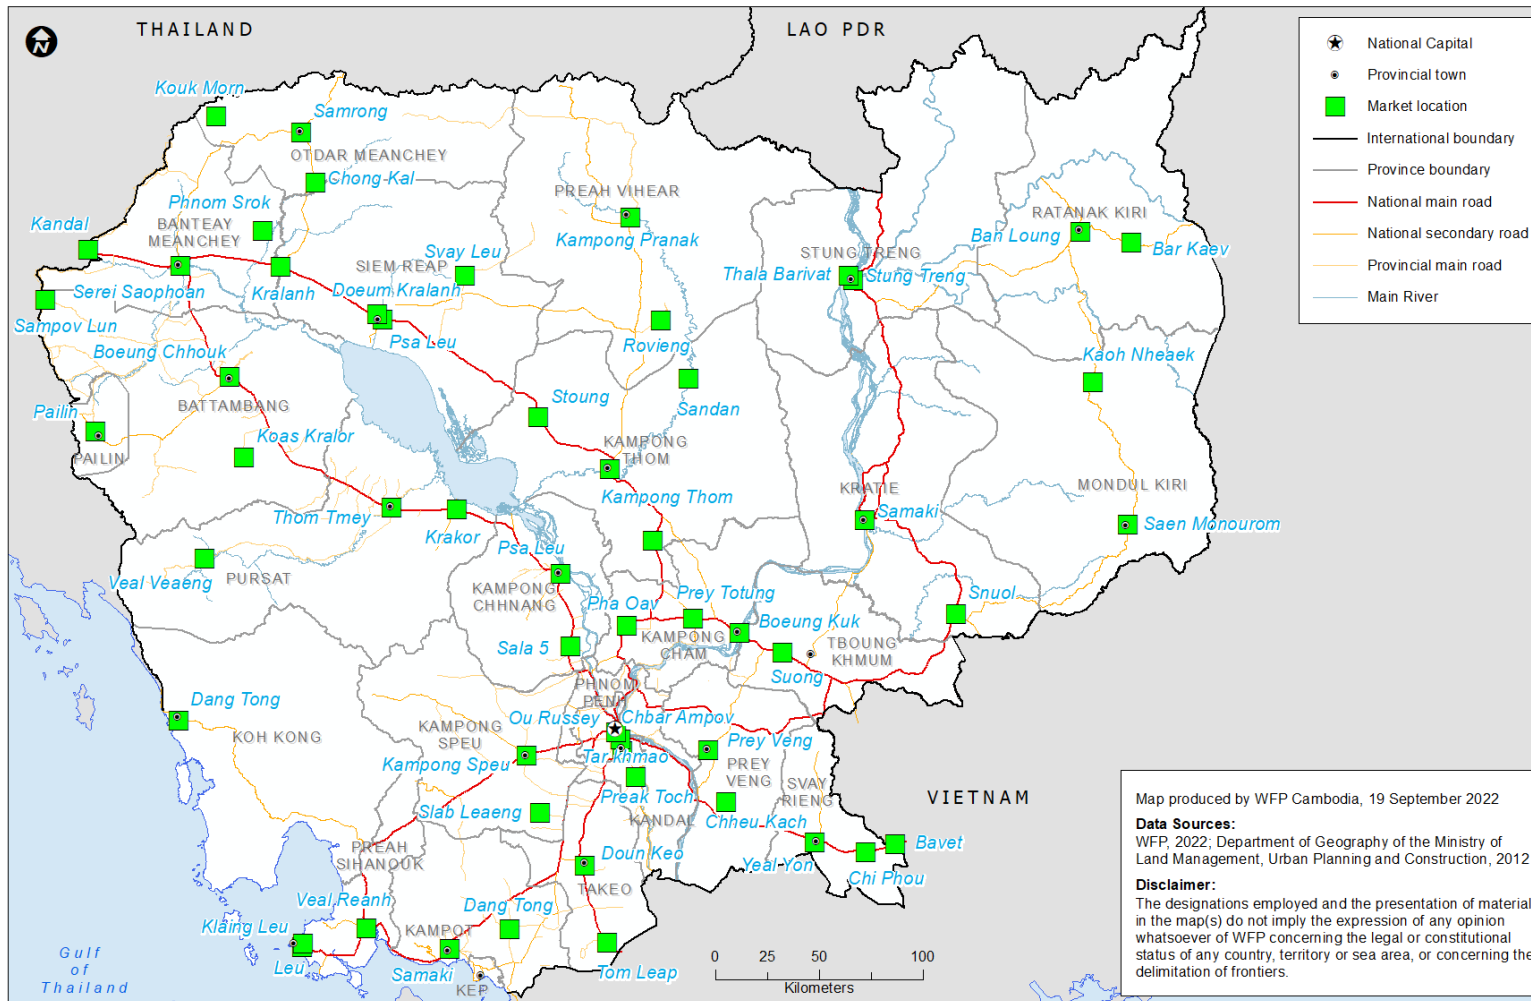 THAILAND
LAO PDR
N
National Capital
Provincial town
Market location
International boundary
Province boundary
National main road
National secondary road
Provincial main road
Main River
Kouk Morn
Samrong
OTDAR MEANCHEY
Chong Kal
Phnom Srok
BANTEAY
MEANCHEY
Kandal
PREAH VIHEAR
Kampong Pranak
RATANAK KIRI
Ban Loung
Bar Kaev
STUNG TRENG
Thala Barivat
Stung Treng
Svay Leu
SIEM REAP
Doeum Kralanh
Kralanh
Serei Saophoan
Sampov Lun
Psa Leu
Rovieng
Boeung Chhouk
Kaoh Nheaek
BATTAMBANG
Pailin
PAILIN
Koas Kralor
Stoung
Sandan
KAMPONG
THOM
Kampong Thom
KRATIE
Samaki
MONDUL KIRI
Saen Monourom
Thom Tmey
Krakor
Psa Leu
Veal Veaeng
PURSAT
KAMPONG
CHHNANG
Pha Oav
Prey Totung
Boeung Kuk
Snuol
KAMPONG
CHAM
TBOUNG
KHMUM
Sala 5
Suong
PHNOM
PENH
Dang Tong
KOH KONG
KAMPONG
SPEU
Ou Russey
Chbar Ampov
Kampong Speu
Tar khmao
Prey Veng
PREY
VENG
SVAY
RIENG
Preak Toch
Slab Leaeng
KANDAL
Chheu Kach
VIETNAM
Bavet
Yeal Yon
Chi Phou
PREAH
SIHANOUK
Doun Keo
TAKEO
Veal Reanh
Dang Tong
Klaing Leu
Leu
KAMPOT
Samaki
KEP
Tom Leap
Gulf
of
Thailand
0 25 50 100
Kilometers
Map produced by WFP Cambodia, 19 September 2022
Data Sources:
WFP, 2022; Department of Geography of the Ministry of
Land Management, Urban Planning and Construction, 2012
Disclaimer:
The designations employed and the presentation of material
in the map(s) do not imply the expression of any opinion
whatsoever of WFP concerning the legal or constitutional
status of any country, territory or sea area, or concerning the
delimitation of frontiers.